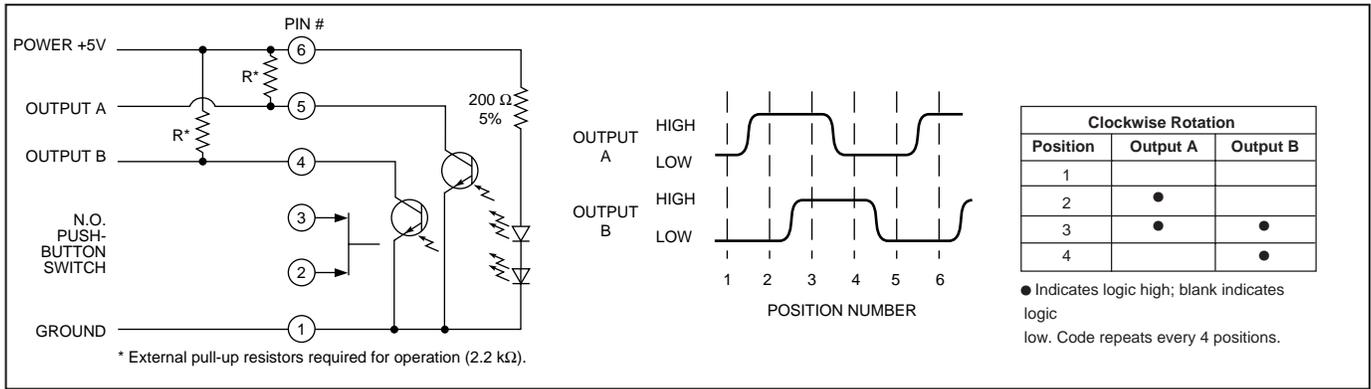 PIN #
POWER +5V
6
R*
OUTPUT A
5
200 Ω
5%
R*
OUTPUT B
4
N.O.
PUSH-
BUTTON
SWITCH
3
2
GROUND
1
* External pull-up resistors required for operation (2.2 kΩ).
OUTPUT
A
HIGH
LOW
OUTPUT
B
HIGH
LOW
1 2 3 4 5 6
POSITION NUMBER
Clockwise Rotation
Position Output A Output B
1
2 ●
3 ● ●
4 ●
● Indicates logic high; blank indicates
logic
low. Code repeats every 4 positions.